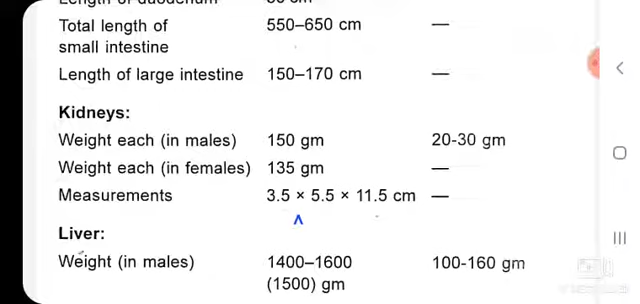 Total length of 550–650 cm —
small intestine
Length of large intestine 150–170 cm —
Kidneys:
Weight each (in males) 150 gm 20-30 gm
Weight each (in females) 135 gm —
Measurements 3.5 × 5.5 × 11.5 cm —
^
Liver:
Weight (in males) 1400–1600 100-160 gm
(1500) gm